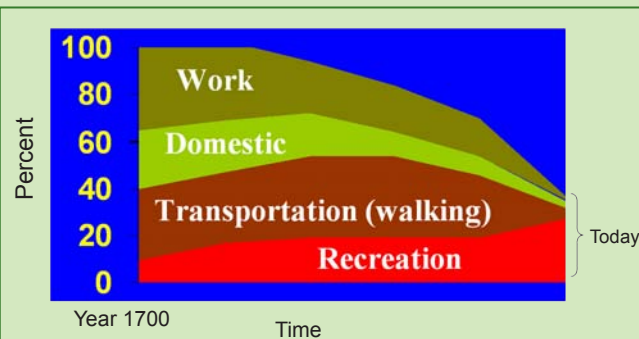 100
80
60
40
20
0
Percent
Work
Domestic
Transportation (walking)
Recreation
Today
Year 1700
Time